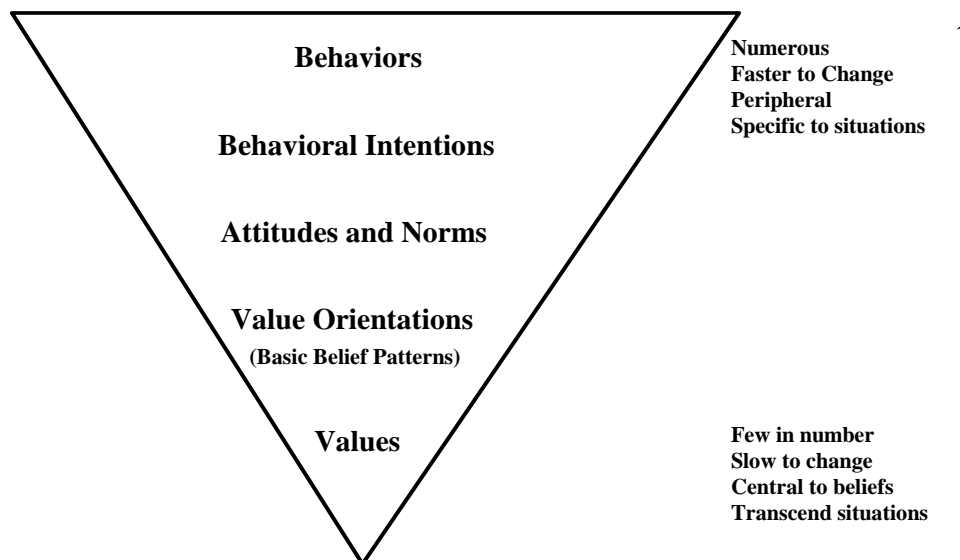 Behaviors
Numerous
Faster to Change
Peripheral
Specific to situations
Behavioral Intentions
Attitudes and Norms
Value Orientations
(Basic Belief Patterns)
Values
Few in number
Slow to change
Central to beliefs
Transcend situations